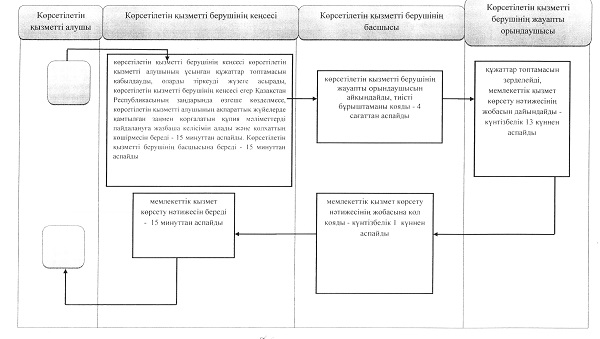 Көрсетілетін
қызметті алушы
Көрсетілетін қызметті берушінің кеңсесі
Көрсетілетін қызметті берушінің
басшысы
Көрсетілетін қызметті
берушінің жауапты
орындаушысы
көрсетілетін қызметті берушінің кеңсесі көрсетілетін
қызметті алушының ұсынған құжаттар топтамасын
қабылдауды, оларды тіркеуді жүзеге асырады,
көрсетілетін қызметті берушінің кеңсесі егер Қазақстан
Республикасының заңдарында өзгеше көзделмесе,
көрсетілетін қызметті алушының ақпараттық жүйелерде
қамтылған заңмен қорғалатын құпия мәліметтерді
пайдалануға жазбаша келісімін алады және қолхаттың
көшірмесін береді - 15 минуттан аспайды. Көрсетілетін
қызметті берушінің басшысына береді - 15 минуттан
аспайды
көрсетілетін қызметті берушінің
жауапты орындаушысын
айқындайды, тиісті
бұрыштаманы қояды - 4
сағаттан аспайды
құжаттар топтамасын
зерделейді,
мемлекеттік қызмет
көрсету нәтижесінің
жобасын дайындайды -
күнтізбелік 13 күннен
аспайды
мемлекеттік қызмет
көрсету нәтижесін береді
- 15 минуттан аспайды
мемлекеттік қызмет көрсету
нәтижесінің жобасына қол
қояды - күнтізбелік 1 күннен
аспайды